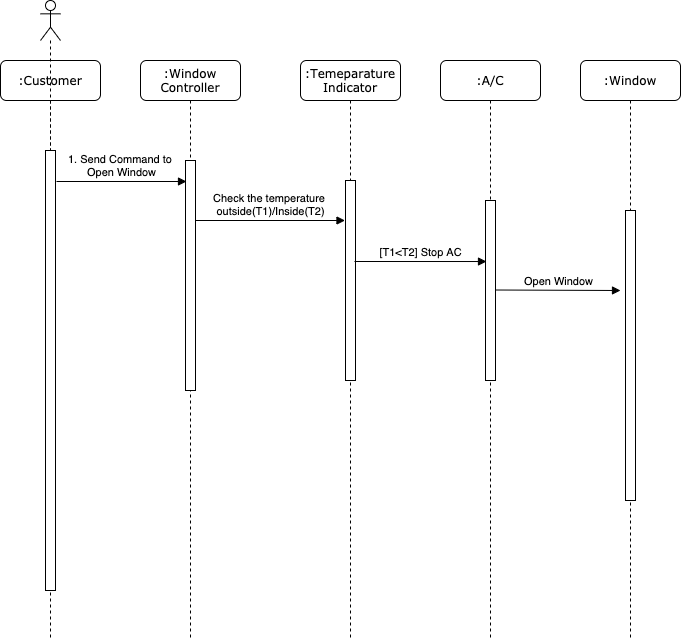 :Customer
:Window
Controller
:Temeparature
Indicator
:A/C
:Window
1. Send Command to
Open Window
Check the temperature
outside(T1)/Inside(T2)
[T1<T2] Stop AC
Open Window